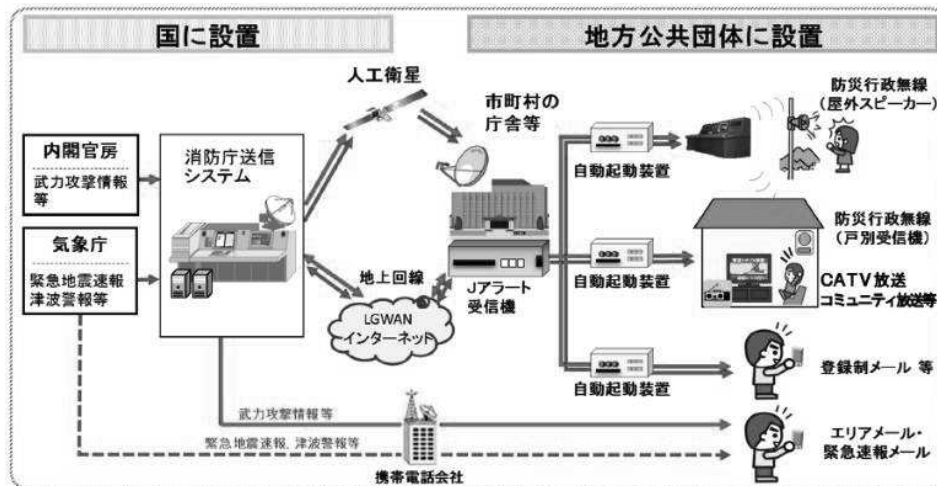 国に設置
地方公共団体に設置
人工衛星
市町村の
庁舎等
防災行政無線
（屋外スピーカー）
内閣官房
武力攻撃情報
等
消防庁送信
システム
自動起動装置
気象庁
緊急地震速報
津波警報等
地上回線
LGWAN
インターネット
Jアラート
受信機
自動起動装置
防災行政無線
（戸別受信機）
CATV放送
コミュニティ放送等
自動起動装置
登録制メール 等
武力攻撃情報等
緊急地震速報, 津波警報等
携帯電話会社
エリアメール・
緊急速報メール